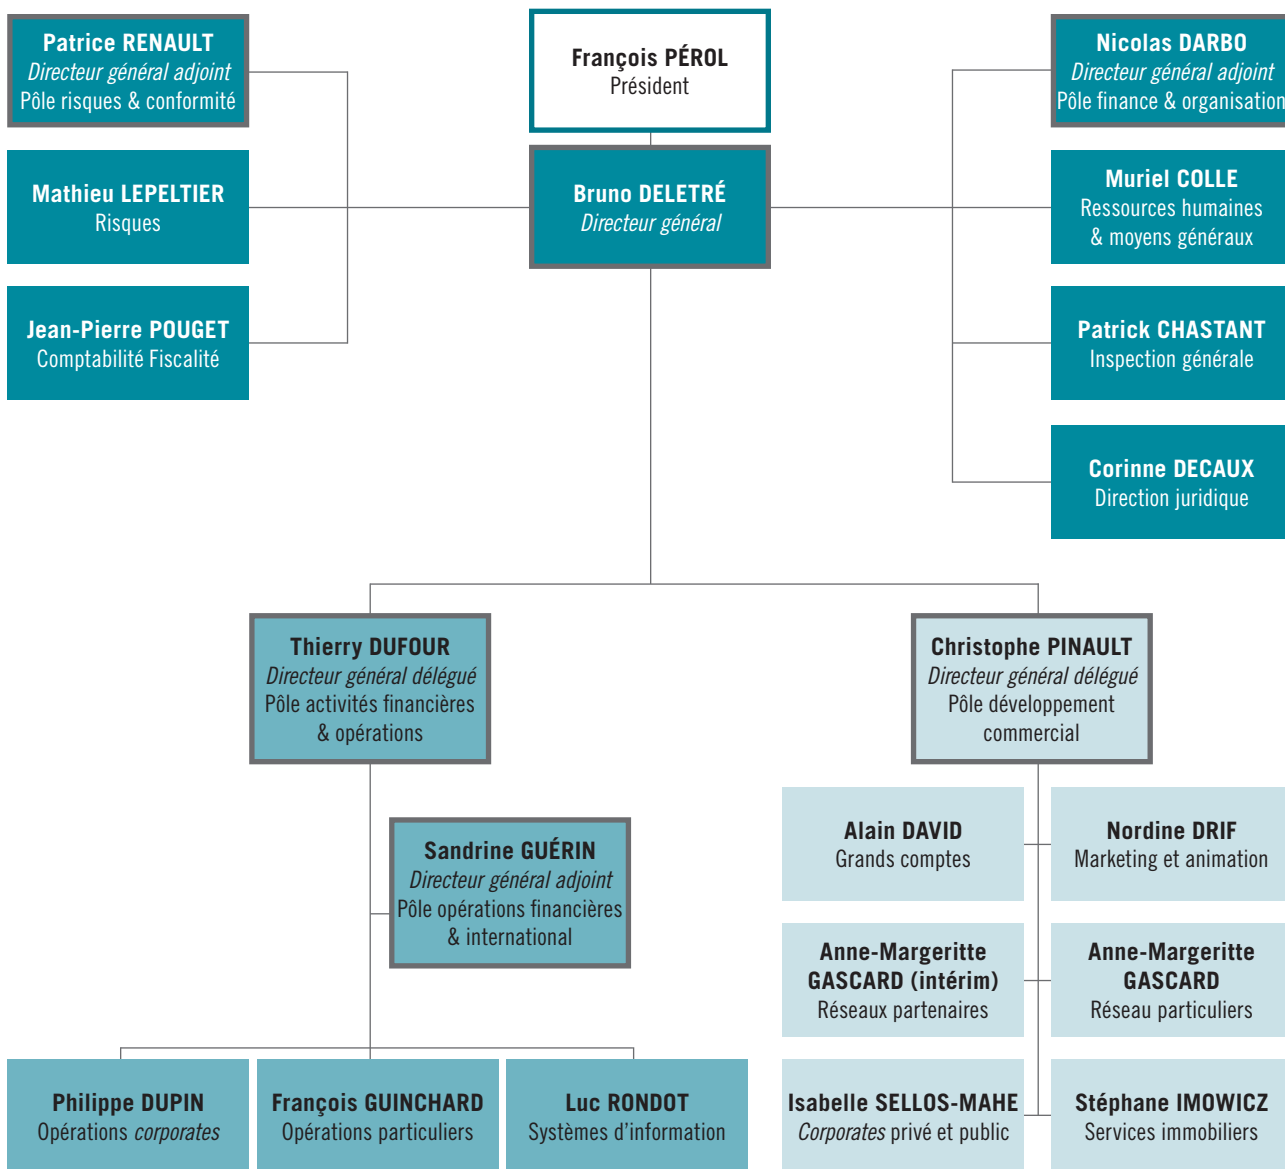 Patrice RENAULT
Directeur général adjoint
Pôle risques & conformité
François PÉROL
Président
Nicolas DARBO
Directeur général adjoint
Pôle finance & organisation
Mathieu LEPELTIER
Risques
Bruno DELETRÉ
Directeur général
Muriel COLLE
Ressources humaines
& moyens généraux
Jean-Pierre POUGET
Comptabilité Fiscalité
Patrick CHASTANT
Inspection générale
Corinne DECAUX
Direction juridique
Thierry DUFOUR
Directeur général délégué
Pôle activités financières
& opérations
Christophe PINAULT
Directeur général délégué
Pôle développement
commercial
Sandrine GUÉRIN
Directeur général adjoint
Pôle opérations financières
& international
Alain DAVID
Grands comptes
Nordine DRIF
Marketing et animation
Anne-Margeritte
GASCARD (intérim)
Réseaux partenaires
Anne-Margeritte
GASCARD
Réseau particuliers
Philippe DUPIN
Opérations corporates
François GUINCHARD
Opérations particuliers
Luc RONDOT
Systèmes d’information
Isabelle SELLOS-MAHE
Corporates privé et public
Stéphane IMOWICZ
Services immobiliers